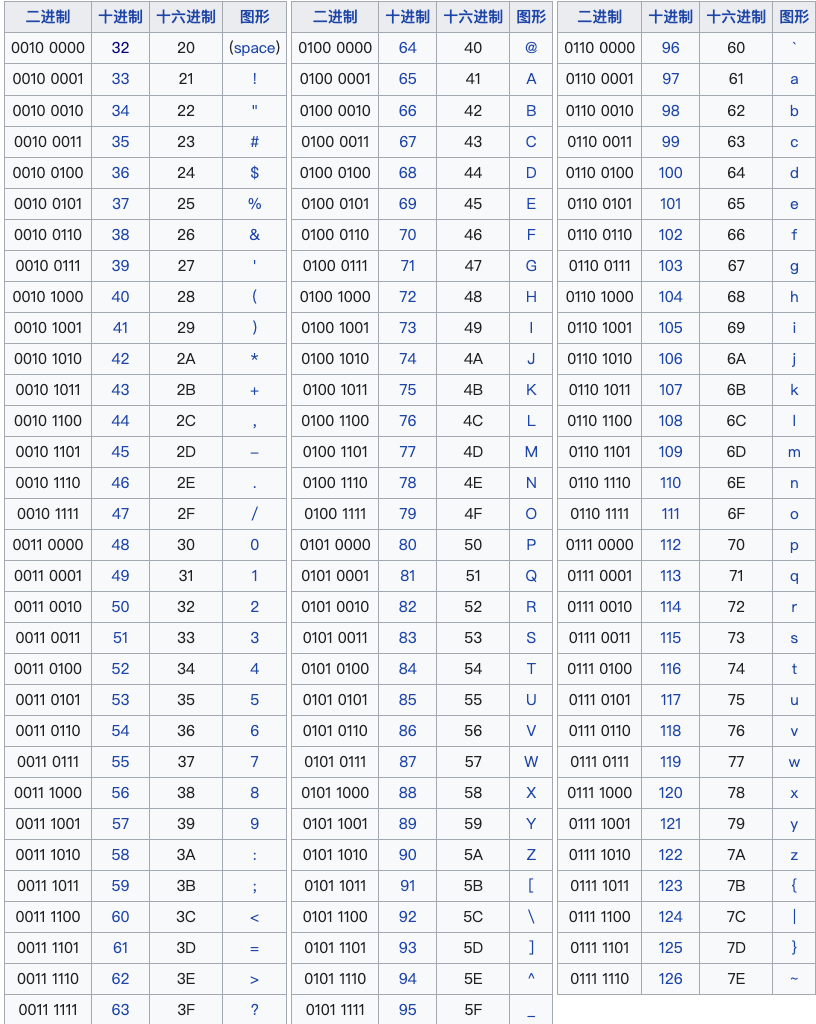 二进制 十进制 十六进制 图形 二进制 十进制 十六进制 图形 二进制 十进制 十六进制 图形
0010 0000 32 20 (space) 0100 0000 64 40 @ 0110 0000 96 60 `
0010 0001 33 21 ! 0100 0001 65 41 A 0110 0001 97 61 a
0010 0010 34 22 " 0100 0010 66 42 B 0110 0010 98 62 b
0010 0011 35 23 # 0100 0011 67 43 C 0110 0011 99 63 c
0010 0100 36 24 $ 0100 0100 68 44 D 0110 0100 100 64 d
0010 0101 37 25 % 0100 0101 69 45 E 0110 0101 101 65 e
0010 0110 38 26 & 0100 0110 70 46 F 0110 0110 102 66 f
0010 0111 39 27 ' 0100 0111 71 47 G 0110 0111 103 67 g
0010 1000 40 28 ( 0100 1000 72 48 H 0110 1000 104 68 h
0010 1001 41 29 ) 0100 1001 73 49 I 0110 1001 105 69 i
0010 1010 42 2A * 0100 1010 74 4A J 0110 1010 106 6A j
0010 1011 43 2B + 0100 1011 75 4B K 0110 1011 107 6B k
0010 1100 44 2C , 0100 1100 76 4C L 0110 1100 108 6C l
0010 1101 45 2D – 0100 1101 77 4D M 0110 1101 109 6D m
0010 1110 46 2E . 0100 1110 78 4E N 0110 1110 110 6E n
0010 1111 47 2F / 0100 1111 79 4F O 0110 1111 111 6F o
0011 0000 48 30 0 0101 0000 80 50 P 0111 0000 112 70 p
0011 0001 49 31 1 0101 0001 81 51 Q 0111 0001 113 71 q
0011 0010 50 32 2 0101 0010 82 52 R 0111 0010 114 72 r
0011 0011 51 33 3 0101 0011 83 53 S 0111 0011 115 73 s
0011 0100 52 34 4 0101 0100 84 54 T 0111 0100 116 74 t
0011 0101 53 35 5 0101 0101 85 55 U 0111 0101 117 75 u
0011 0110 54 36 6 0101 0110 86 56 V 0111 0110 118 76 v
0011 0111 55 37 7 0101 0111 87 57 W 0111 0111 119 77 w
0011 1000 56 38 8 0101 1000 88 58 X 0111 1000 120 78 x
0011 1001 57 39 9 0101 1001 89 59 Y 0111 1001 121 79 y
0011 1010 58 3A : 0101 1010 90 5A Z 0111 1010 122 7A z
0011 1011 59 3B ; 0101 1011 91 5B [ 0111 1011 123 7B {
0011 1100 60 3C < 0101 1100 92 5C \ 0111 1100 124 7C |
0011 1101 61 3D = 0101 1101 93 5D ] 0111 1101 125 7D }
0011 1110 62 3E > 0101 1110 94 5E ^ 0111 1110 126 7E ~
0011 1111 63 3F ? 0101 1111 95 5F _